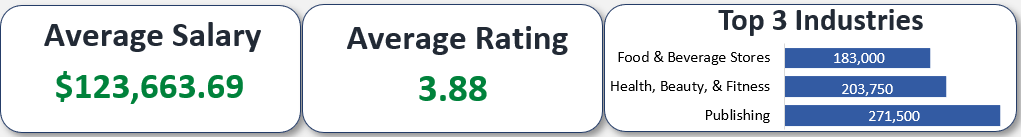 Average Salary
$123,663.69
Average Rating
3.88
Top 3 Industries
Food & Beverage Stores 183,000
Health, Beauty, & Fitness 203,750
Publishing 271,500